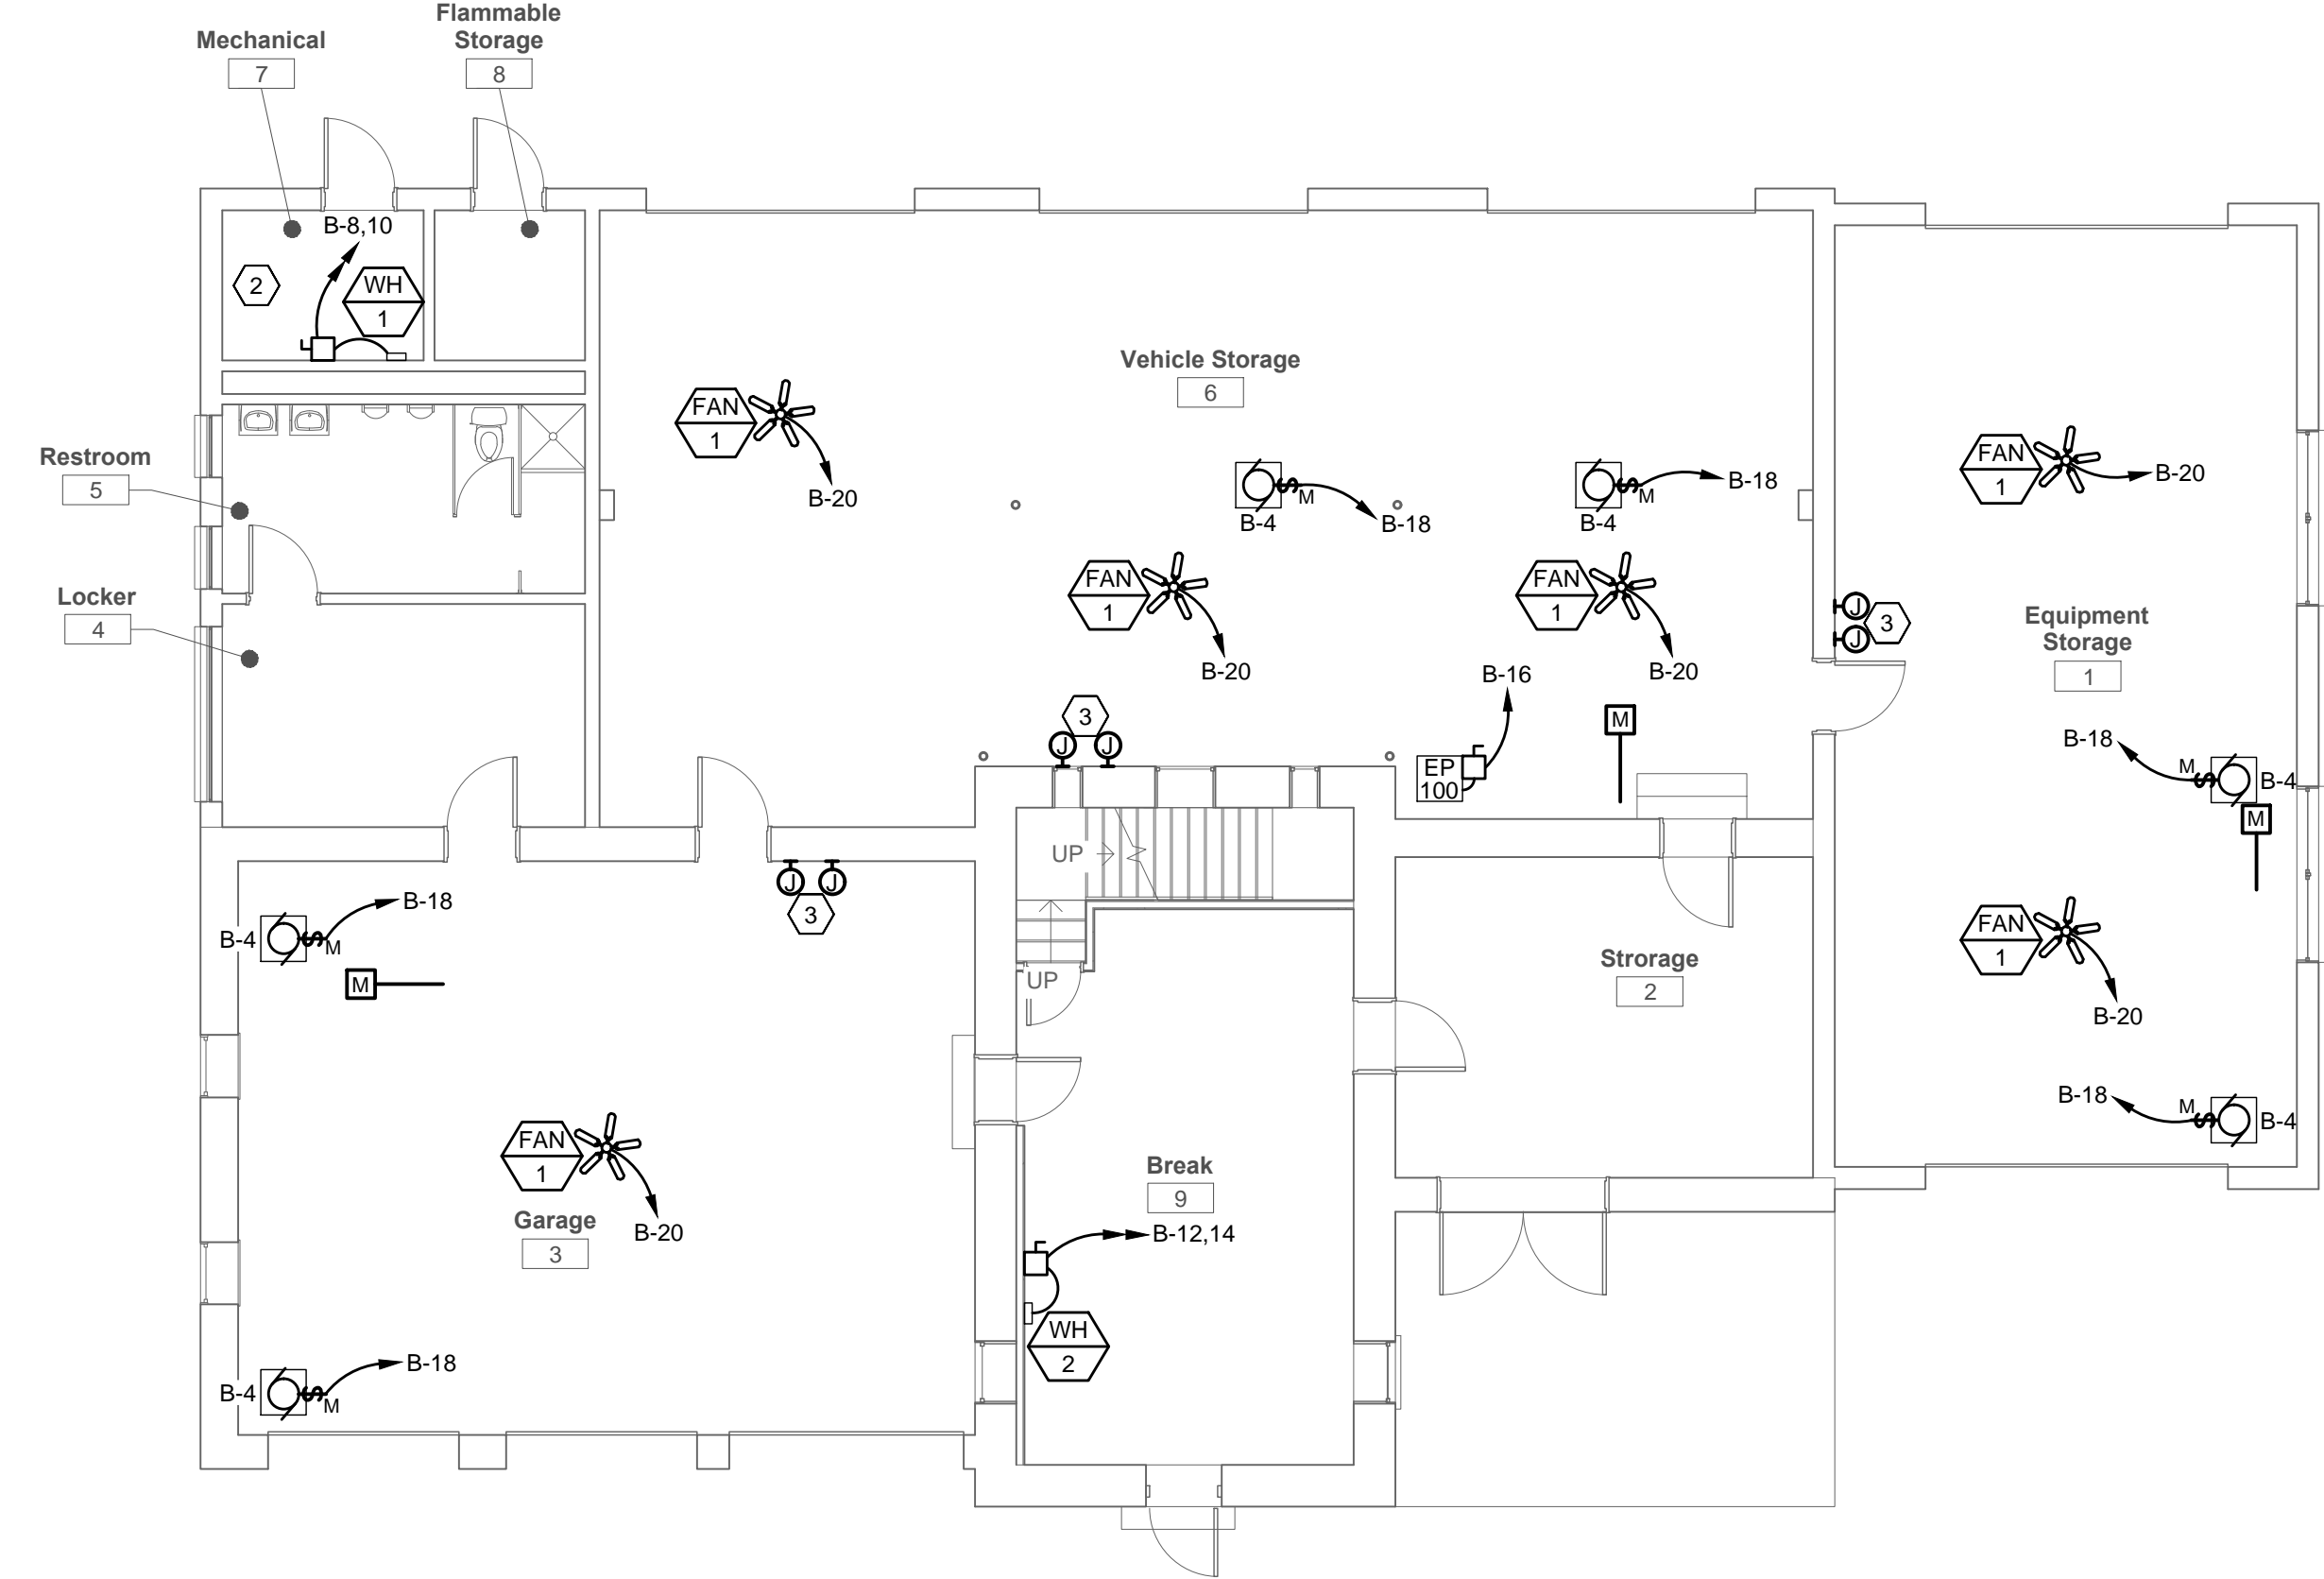 Flammable
Storage
8
Mechanical
7
B-8,10
2
WH
1
Vehicle Storage
6
FAN
1
B-20
Restroom
5
M
B-18
B-4
M
B-18
B-4
FAN
1
B-20
FAN
1
B-20
FAN
1
B-20
Locker
4
J
J
3
Equipment
Storage
1
B-16
EP
100
M
3
J
J
B-18
M
B-4
M
UP
J
J
3
B-18
B-4
M
M
UP
Strorage
2
FAN
1
B-20
B-18
M
B-4
FAN
1
B-20
Garage
3
Break
9
B-12,14
WH
2
B-18
B-4
M